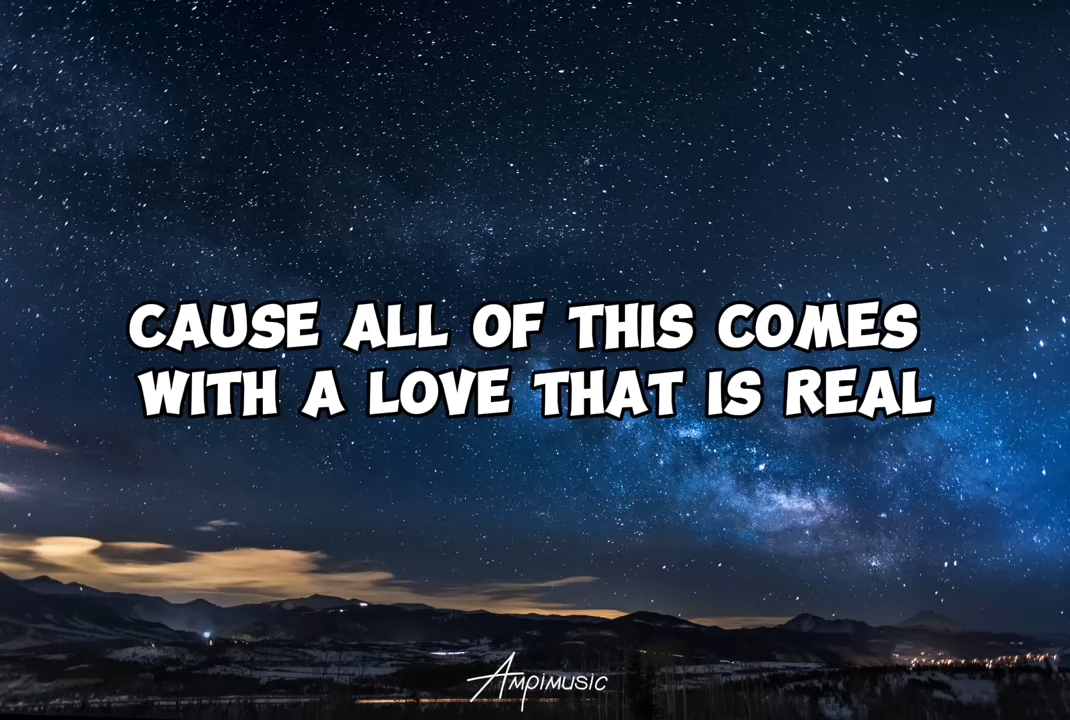 CAUSE ALL OF THIS COMES
WITH A LOVE THAT IS REAL
AMPIMUSIC